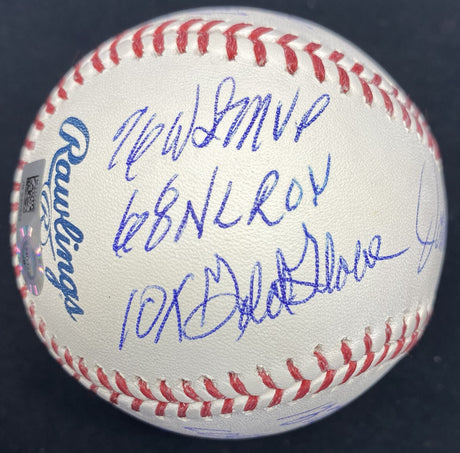 76 WS MVP
68 NL ROY
10X Gold Glove
Rawlings